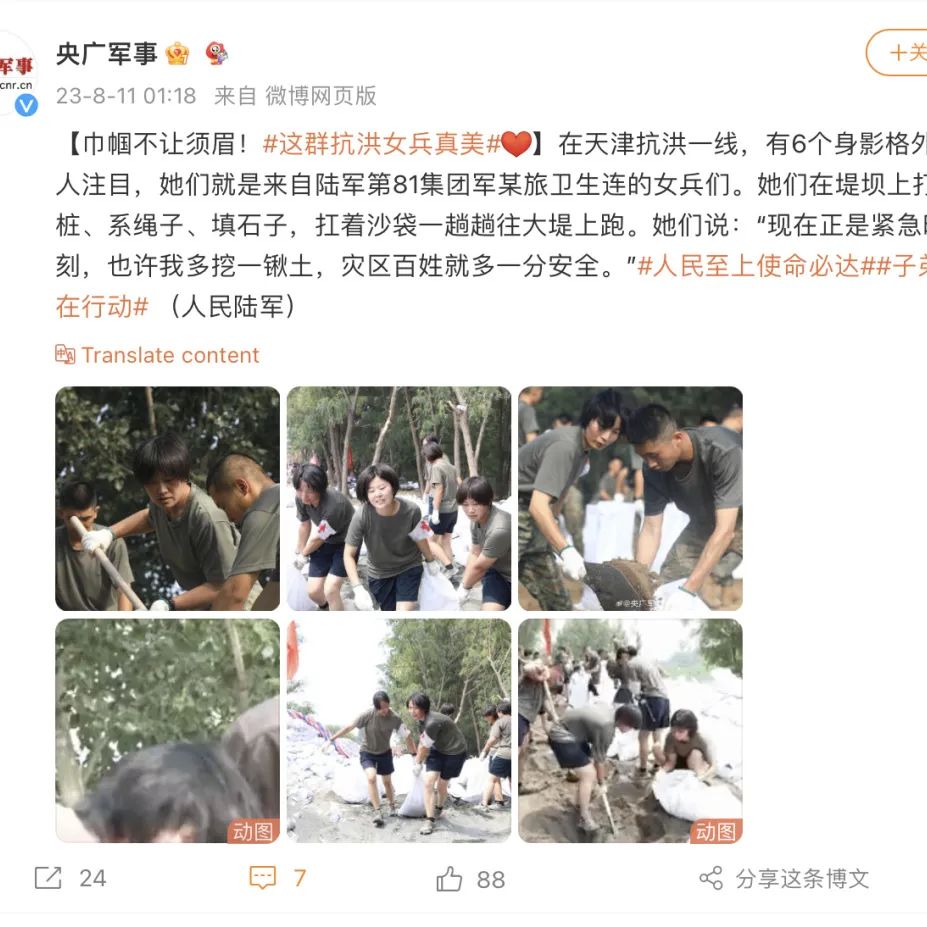 央广军事
军事
cnr.cn
十关
23-8-11 01:18 来自 微博网页版
【巾帼不让须眉！#这群抗洪女兵真美#❤️】在天津抗洪一线，有6个身影格外
人注目，她们就是来自陆军第81集团军某旅卫生连的女兵们。她们在堤坝上打
桩、系绳子、填石子，扛着沙袋一趟趟往大堤上跑。她们说：“现在正是紧急时
刻，也许我多挖一锹土，灾区百姓就多一分安全。”#人民至上使命必达##子弟
在行动# （人民陆军）
Translate content
@央广军
动图
动图
24
7
88
分享这条博文